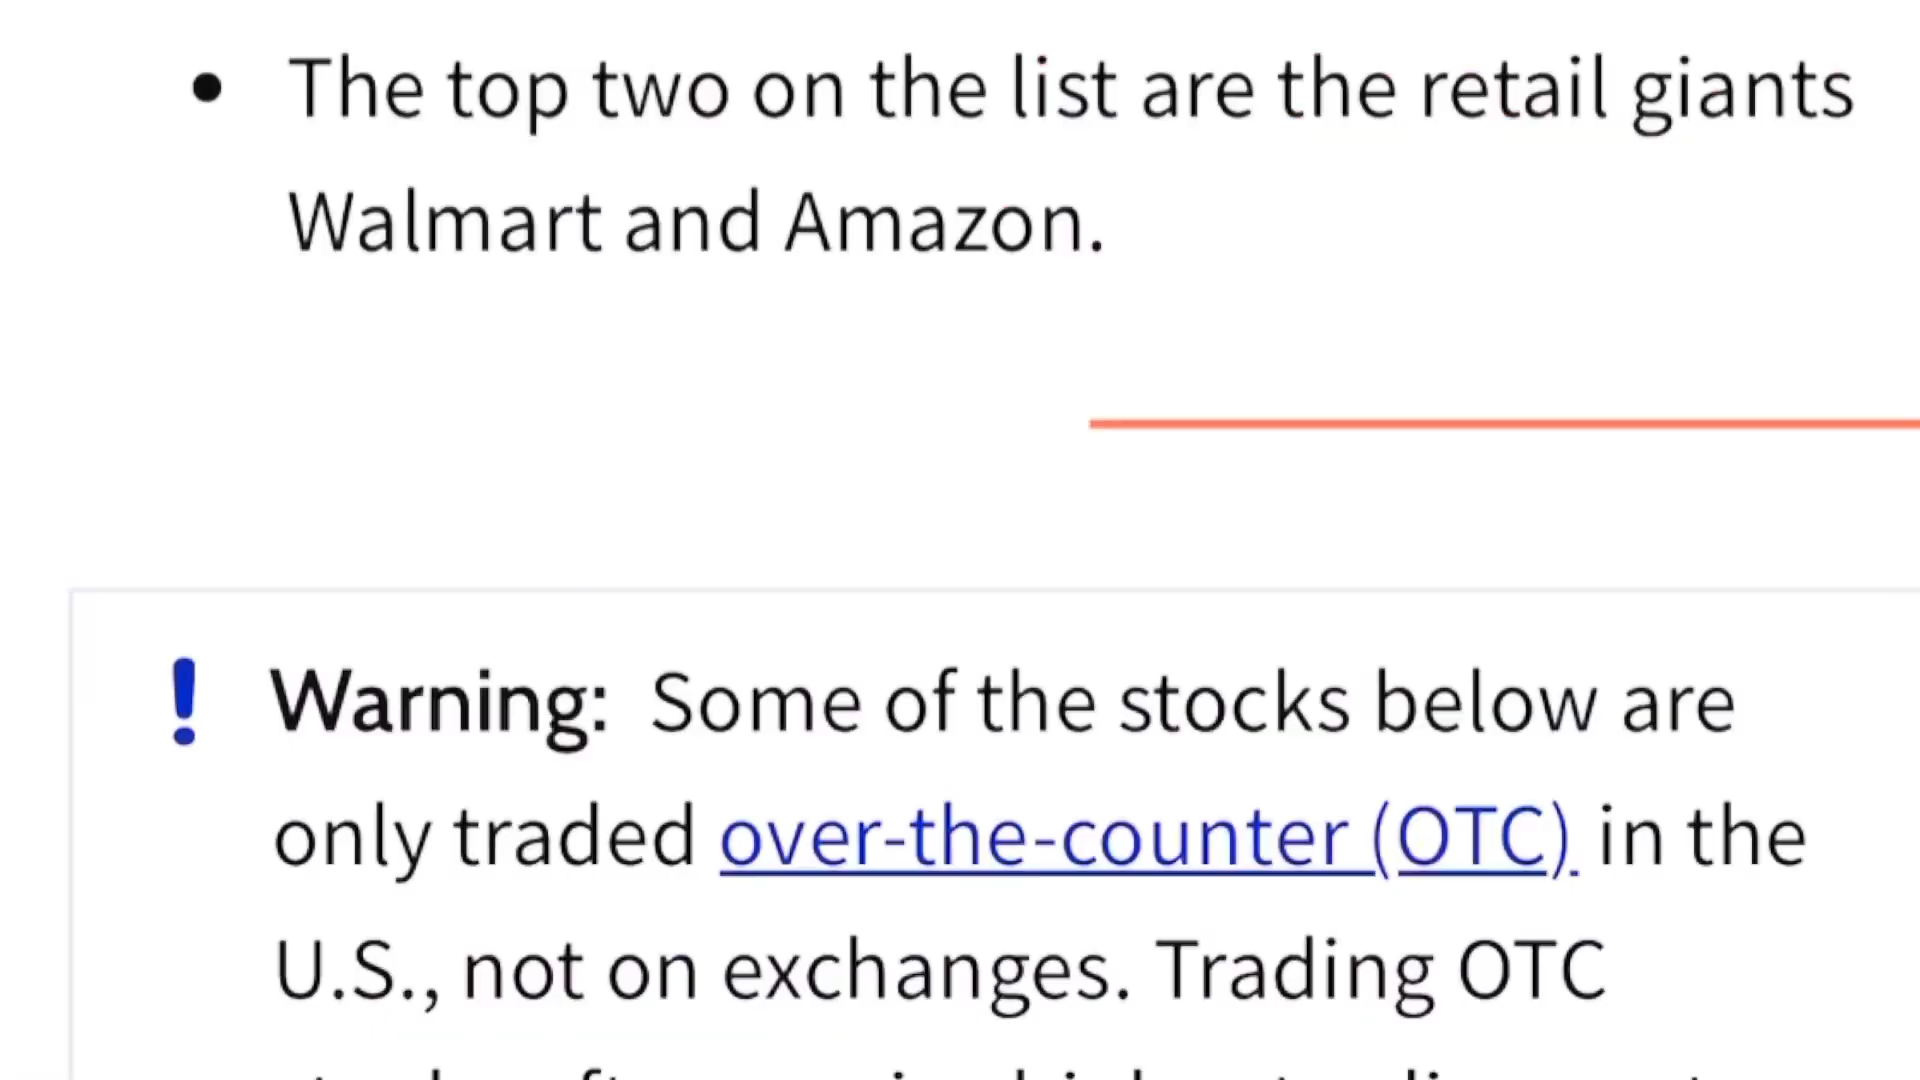 • The top two on the list are the retail giants
Walmart and Amazon.
! Warning: Some of the stocks below are
only traded over-the-counter (OTC) in the
U.S., not on exchanges. Trading OTC